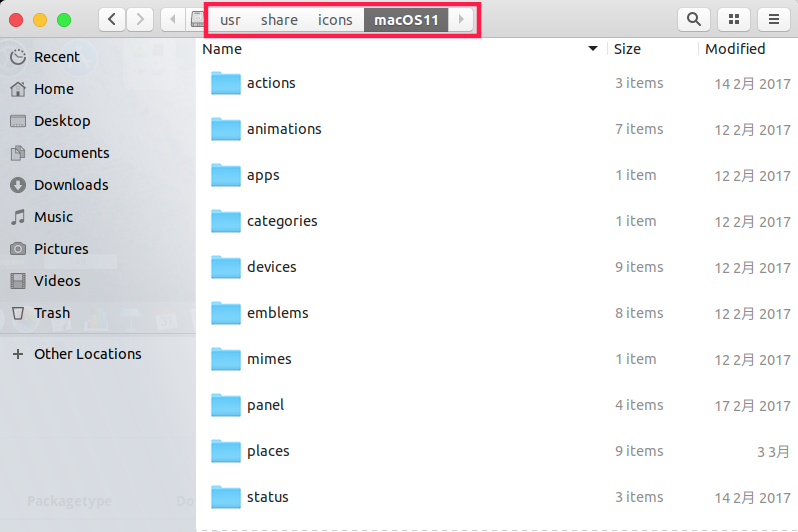 usr share icons macOS11
Name Size Modified
Recent
Home
Desktop
Documents
Downloads
Music
Pictures
Videos
Trash
Other Locations
actions 3 items 14 2月 2017
animations 7 items 12 2月 2017
apps 1 item 12 2月 2017
categories 1 item 12 2月 2017
devices 9 items 12 2月 2017
emblems 8 items 12 2月 2017
mimes 1 item 12 2月 2017
panel 4 items 17 2月 2017
places 9 items 3 3月
status 3 items 14 2月 2017
Packagetype Do